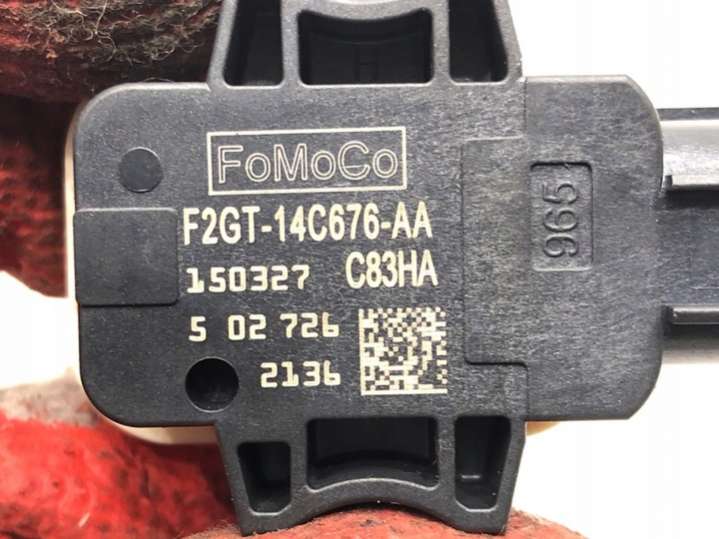 FoMoCo
F2GT-14C676-AA
150327 C83HA
5 02 726
2136
965